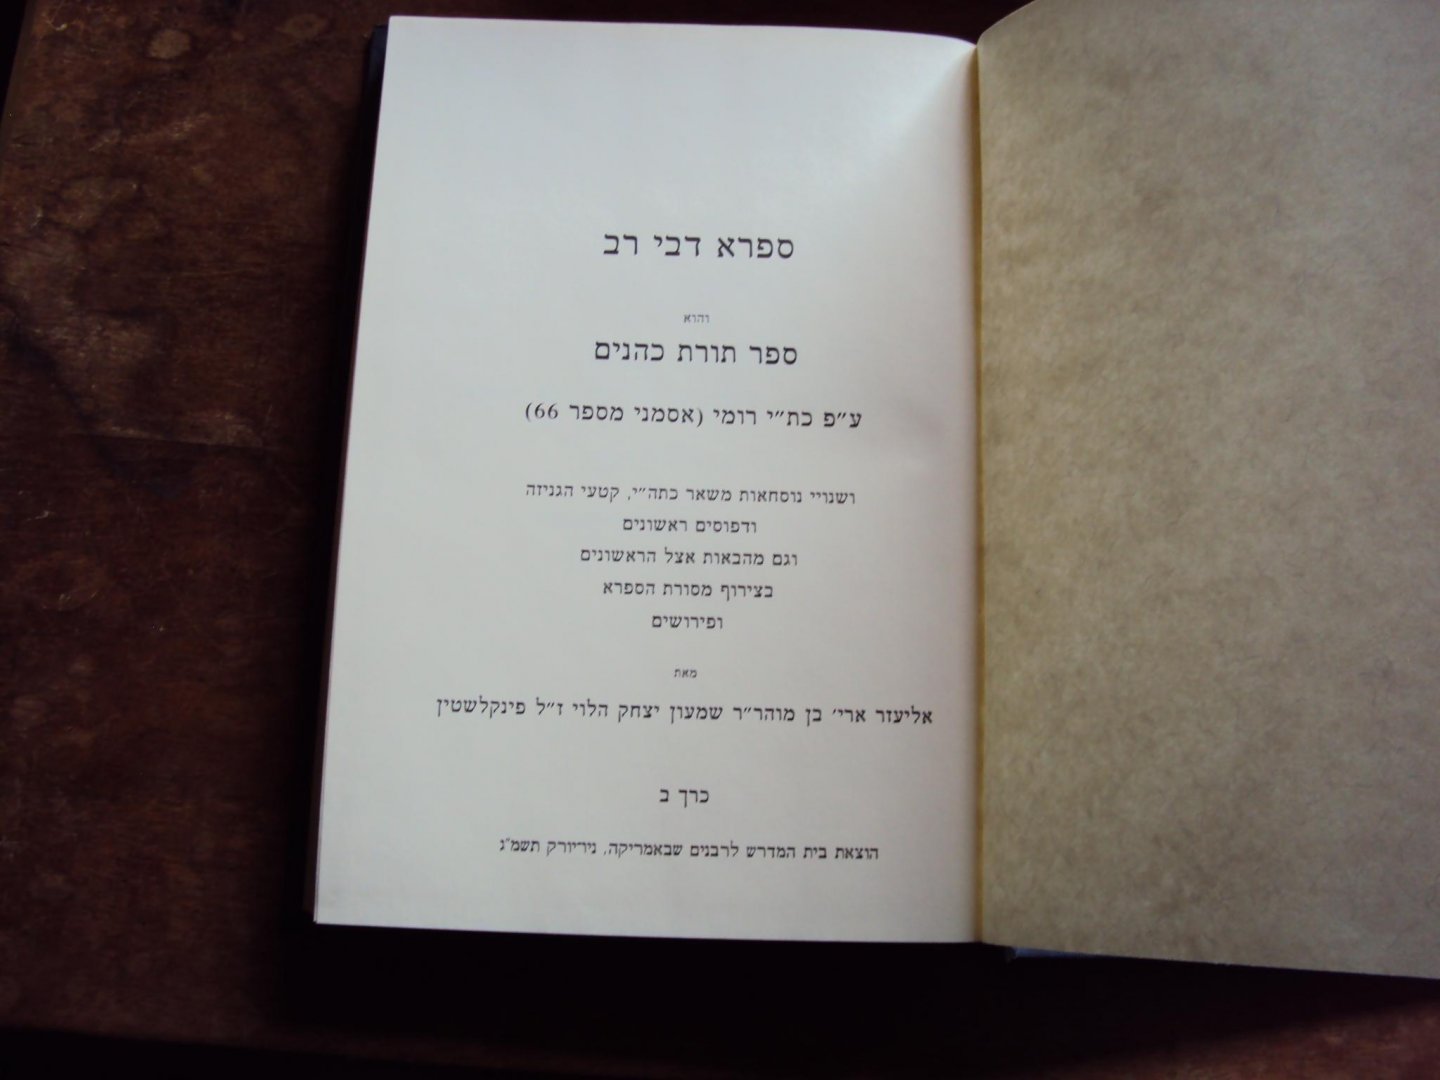 ספרא דבי רב
והוא
ספר תורת כהנים
ע״פ כת״י רומי (אסמני מספר 66)
ושנויי נוסחאות משאר כתה״י, קטעי הגניזה
ודפוסים ראשונים
וגם מהבאות אצל הראשונים
בצירוף מסורת הספרא
ופירושים
מאת
אליעזר ארי׳ בן מוהר״ר שמעון יצחק הלוי ז״ל פינקלשטין
כרך ב
הוצאת בית המדרש לרבנים שבאמריקה, ניו־יורק תשמ״ג